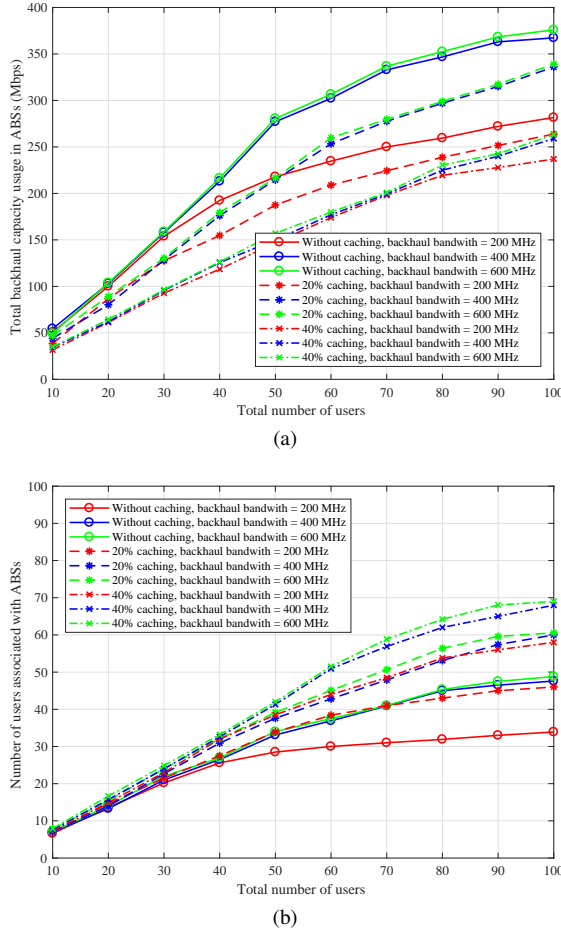 400
350
300
250
200
150
100
50
0
Total backhaul capacity usage in ABSs (Mbps)
Without caching, backhaul bandwith = 200 MHz
Without caching, backhaul bandwith = 400 MHz
Without caching, backhaul bandwith = 600 MHz
20% caching, backhaul bandwith = 200 MHz
20% caching, backhaul bandwith = 400 MHz
20% caching, backhaul bandwith = 600 MHz
40% caching, backhaul bandwith = 200 MHz
40% caching, backhaul bandwith = 400 MHz
40% caching, backhaul bandwith = 600 MHz
10 20 30 40 50 60 70 80 90 100
Total number of users
(a)
100
90
80
70
60
50
40
30
20
10
0
Number of users associated with ABSs
Without caching, backhaul bandwith = 200 MHz
Without caching, backhaul bandwith = 400 MHz
Without caching, backhaul bandwith = 600 MHz
20% caching, backhaul bandwith = 200 MHz
20% caching, backhaul bandwith = 400 MHz
20% caching, backhaul bandwith = 600 MHz
40% caching, backhaul bandwith = 200 MHz
40% caching, backhaul bandwith = 400 MHz
40% caching, backhaul bandwith = 600 MHz
10 20 30 40 50 60 70 80 90 100
Total number of users
(b)